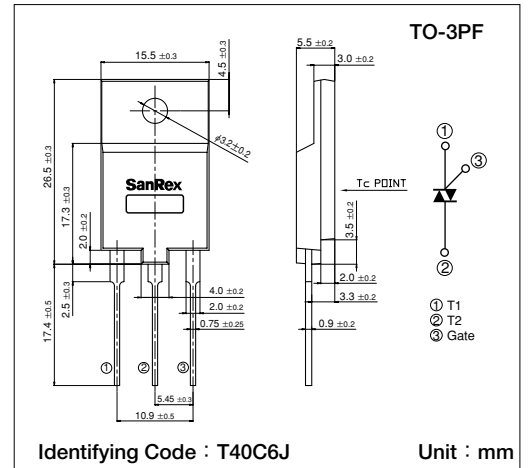 TO-3PF
15.5 ±0.3
4.5 ±0.3
5.5 ±0.2
3.0 ±0.2
φ3.2±0.2
26.5 ±0.3
17.3 ±0.3
2.0 ±0.2
SanRex
Tc POINT
3.5 ±0.2
2.0 ±0.2
3.3 ±0.2
0.9 ±0.2
17.4 ±0.5
2.5 ±0.3
4.0 ±0.2
2.0 ±0.2
0.75 ±0.25
① ② ③
5.45 ±0.3
10.9 ±0.5
①
③
②
① T1
② T2
③ Gate
Identifying Code：T40C6J
Unit：mm